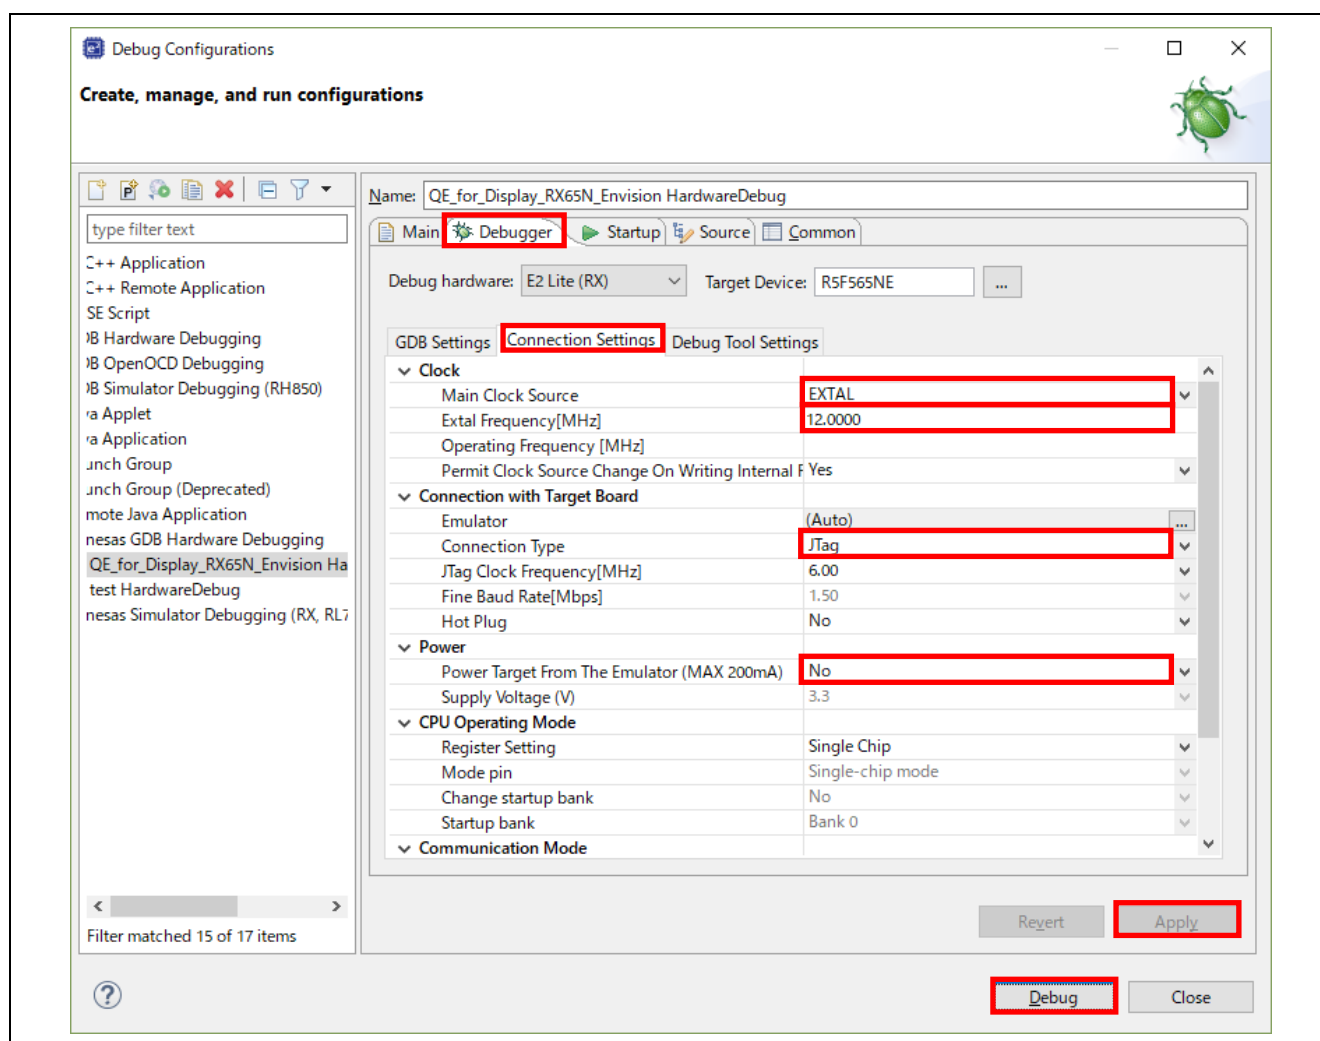 Debug Configurations
Create, manage, and run configurations
type filter text
C++ Application
C++ Remote Application
SE Script
DB Hardware Debugging
DB OpenOCD Debugging
DB Simulator Debugging (RH850)
va Applet
va Application
unch Group
unch Group (Deprecated)
mote Java Application
nesas GDB Hardware Debugging
QE_for_Display_RX65N_Envision Ha
test HardwareDebug
nesas Simulator Debugging (RX, RL7
Filter matched 15 of 17 items
Name: QE_for_Display_RX65N_Envision HardwareDebug
Main Debugger Startup Source Common
Debug hardware: E2 Lite (RX) Target Device: R5F565NE ...
GDB Settings Connection Settings Debug Tool Settings
Clock
Main Clock Source EXTAL
Extal Frequency[MHz] 12.0000
Operating Frequency [MHz]
Permit Clock Source Change On Writing Internal F Yes
Connection with Target Board
Emulator (Auto) ...
Connection Type JTag
JTag Clock Frequency[MHz] 6.00
Fine Baud Rate[Mbps] 1.50
Hot Plug No
Power
Power Target From The Emulator (MAX 200mA) No
Supply Voltage (V) 3.3
CPU Operating Mode
Register Setting Single Chip
Mode pin Single-chip mode
Change startup bank No
Startup bank Bank 0
Communication Mode
Revert Apply
Debug Close